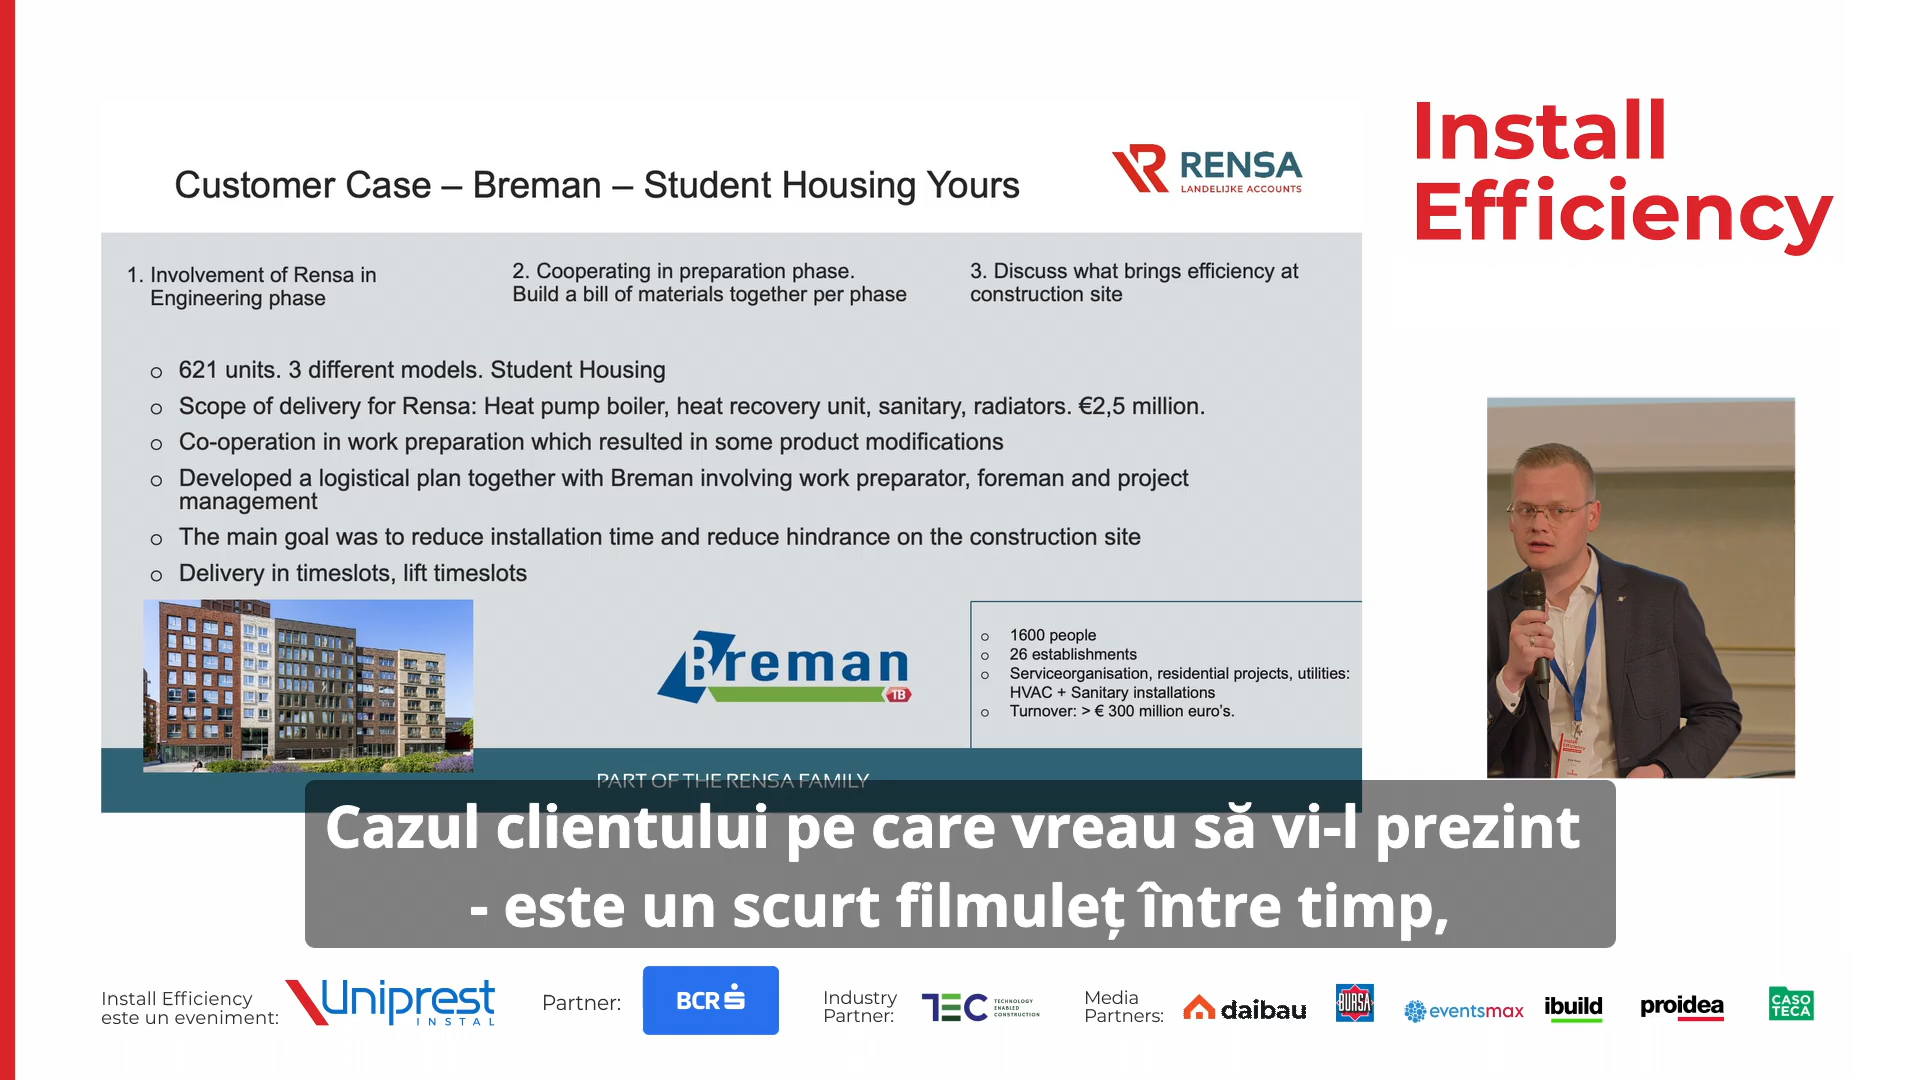 Install
Efficiency
Customer Case – Breman – Student Housing Yours
RENSA
LANDELIJKE ACCOUNTS
1. Involvement of Rensa in
Engineering phase
2. Cooperating in preparation phase.
Build a bill of materials together per phase
3. Discuss what brings efficiency at
construction site
621 units. 3 different models. Student Housing
Scope of delivery for Rensa: Heat pump boiler, heat recovery unit, sanitary, radiators. €2,5 million.
Co-operation in work preparation which resulted in some product modifications
Developed a logistical plan together with Breman involving work preparator, foreman and project
management
The main goal was to reduce installation time and reduce hindrance on the construction site
Delivery in timeslots, lift timeslots
Breman
TB
1600 people
26 establishments
Serviceorganisation, residential projects, utilities:
HVAC + Sanitary installations
Turnover: > € 300 million euro's.
PART OF THE RENSA FAMILY
Cazul clientului pe care vreau să vi-l prezint
- este un scurt filmuleț între timp,
Install Efficiency
este un eveniment:
Uniprest
INSTAL
Partner:
BCR
Industry
Partner:
TEC
TECHNOLOGY
ENABLED
CONSTRUCTION
Media
Partners:
daibau
BURSA
eventsmax
ibuild
proidea
CASO
TECA